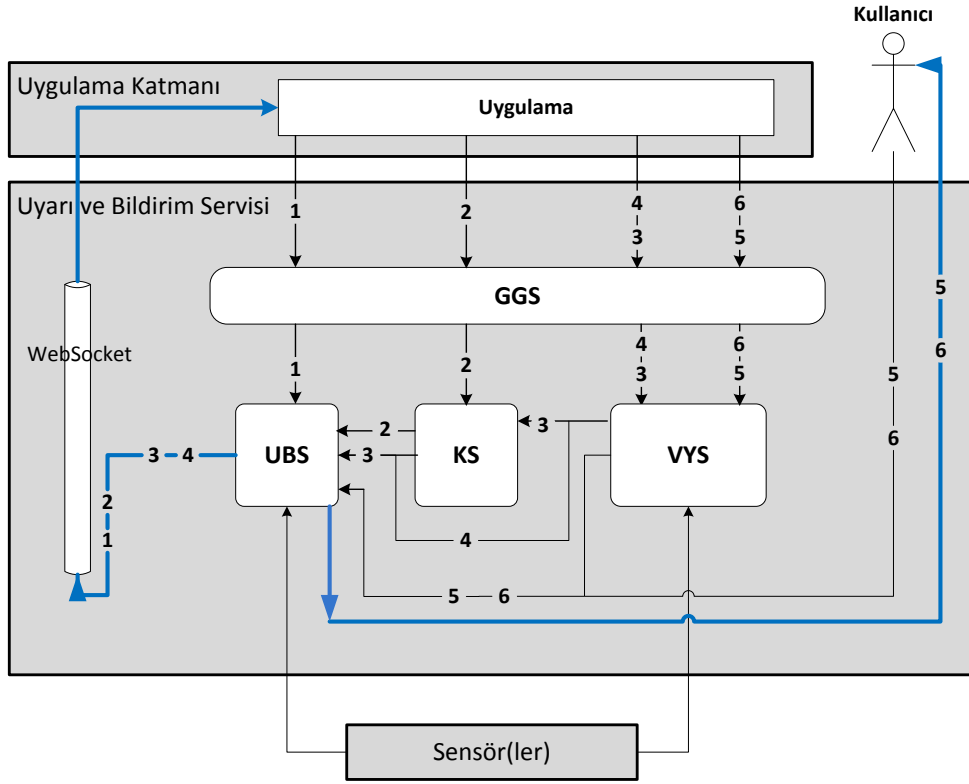 Kullanıcı
Uygulama Katmanı
Uygulama
Uyarı ve Bildirim Servisi
1
2
4
3
6
5
GGS
WebSocket
1
2
4
3
6
5
5
6
5
6
UBS
KS
VYS
2
3
3
3 4
2
1
4
5 6
Sensör(ler)